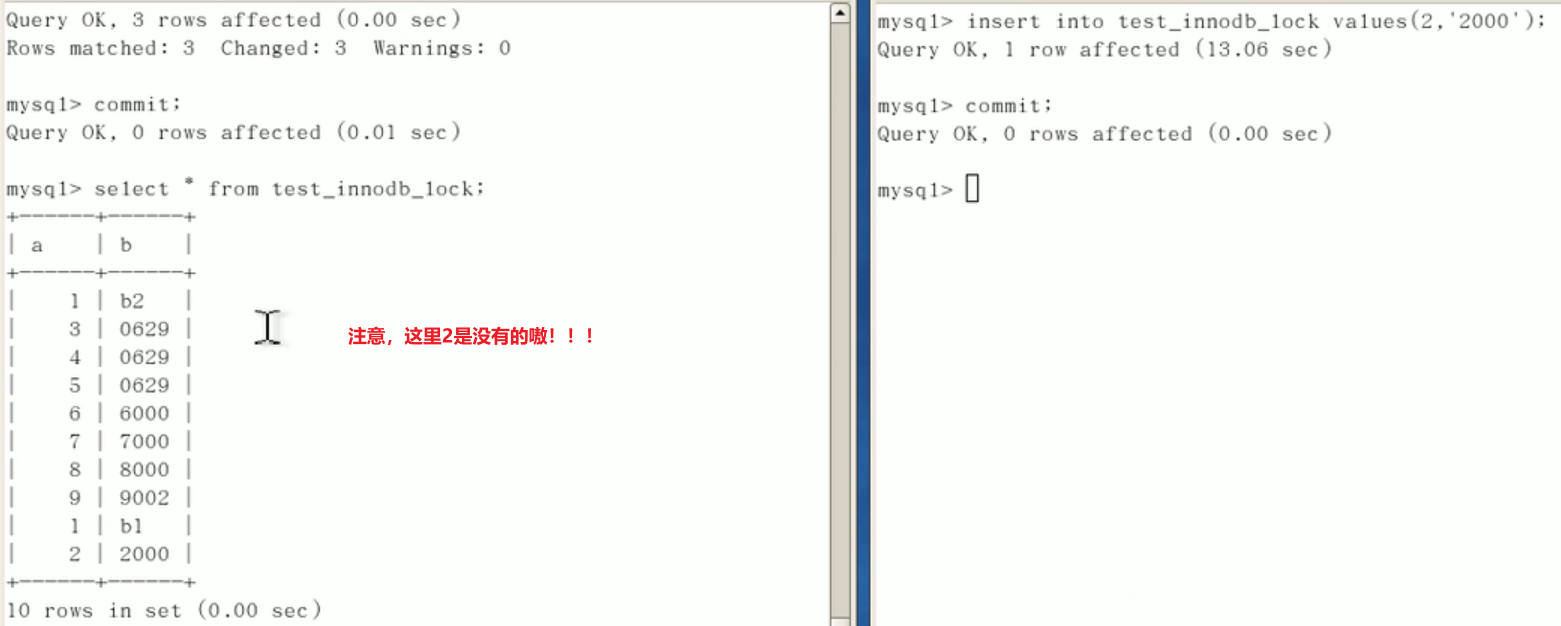 Query OK, 3 rows affected (0.00 sec)
Rows matched: 3  Changed: 3  Warnings: 0
mysql> commit;
Query OK, 0 rows affected (0.01 sec)
mysql> select * from test_innodb_lock;
+------+------+
| a    | b    |
+------+------+
|    1 | b2   |
|    3 | 0629 |
|    4 | 0629 |
|    5 | 0629 |
|    6 | 6000 |
|    7 | 7000 |
|    8 | 8000 |
|    9 | 9002 |
|    1 | b1   |
|    2 | 2000 |
+------+------+
10 rows in set (0.00 sec)
注意，这里2是没有的嗷！！！
mysql> insert into test_innodb_lock values(2,'2000');
Query OK, 1 row affected (13.06 sec)
mysql> commit;
Query OK, 0 rows affected (0.00 sec)
mysql>